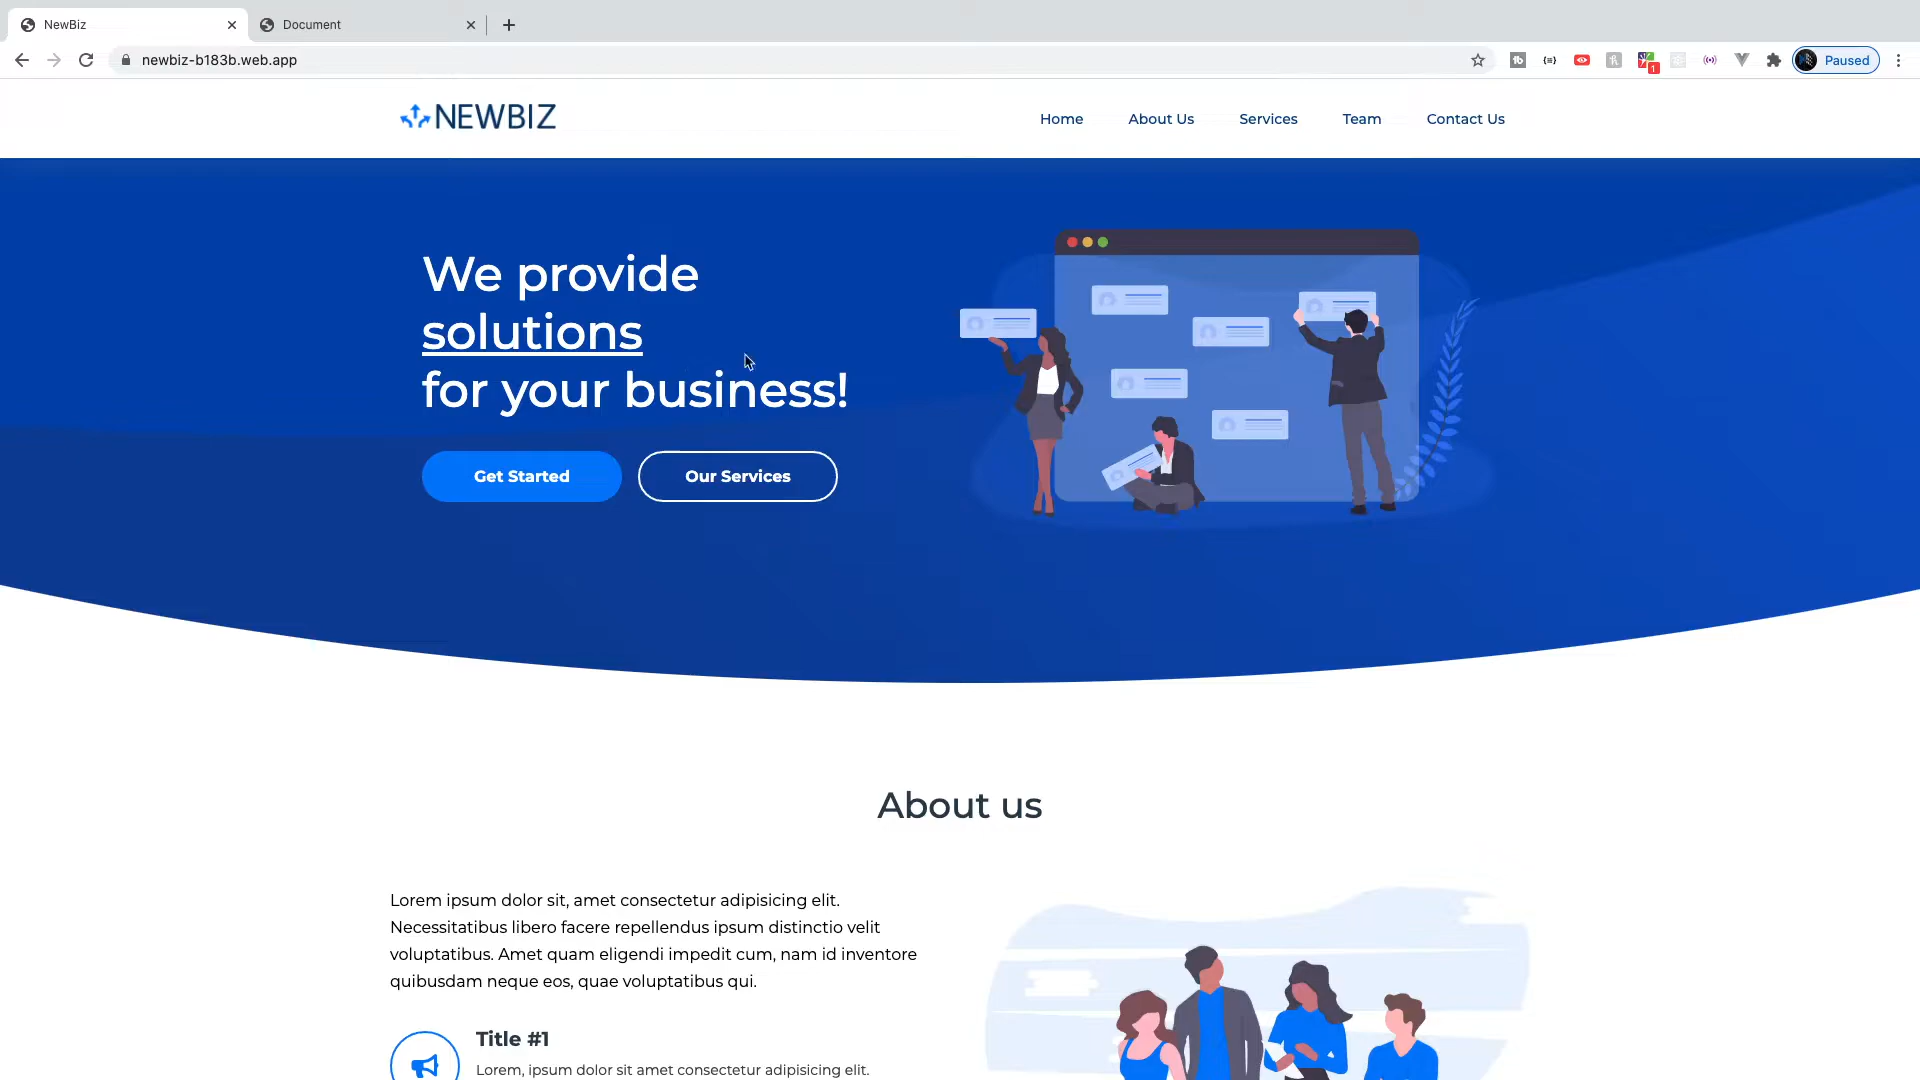 NewBiz
Document
newbiz-b183b.web.app
1
Paused
NEWBIZ
Home
About Us
Services
Team
Contact Us
We provide
solutions
for your business!
Get Started
Our Services
About us
Lorem ipsum dolor sit, amet consectetur adipisicing elit.
Necessitatibus libero facere repellendus ipsum distinctio velit
voluptatibus. Amet quam eligendi impedit cum, nam id inventore
quibusdam neque eos, quae voluptatibus qui.
Title #1
Lorem, ipsum dolor sit amet consectetur adipisicing elit.